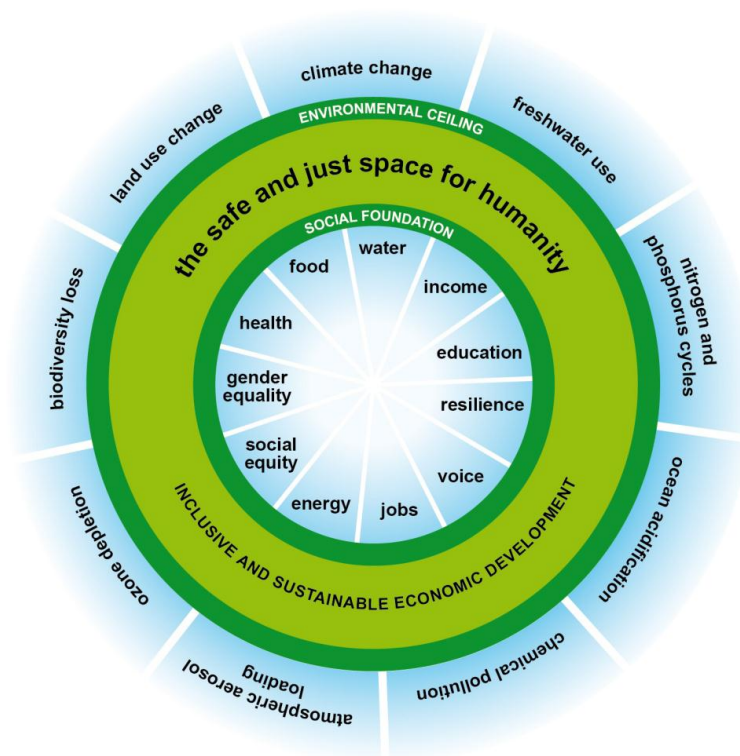 climate change
freshwater use
nitrogen and
phosphorus cycles
ocean acidification
chemical pollution
atmospheric aerosol
loading
ozone depletion
biodiversity loss
land use change
ENVIRONMENTAL CEILING
the safe and just space for humanity
SOCIAL FOUNDATION
water
income
education
resilience
voice
jobs
energy
social
equity
gender
equality
health
food
INCLUSIVE AND SUSTAINABLE ECONOMIC DEVELOPMENT